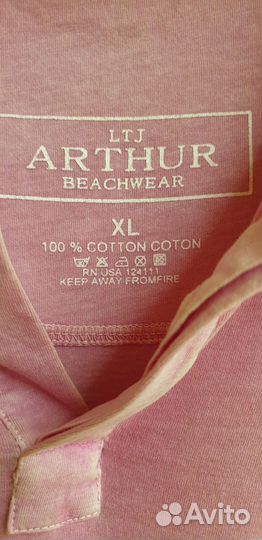 LTJ
ARTHUR
BEACHWEAR
XL
100 % COTTON COTON
RN USA 124111
KEEP AWAY FROMFIRE
Avito